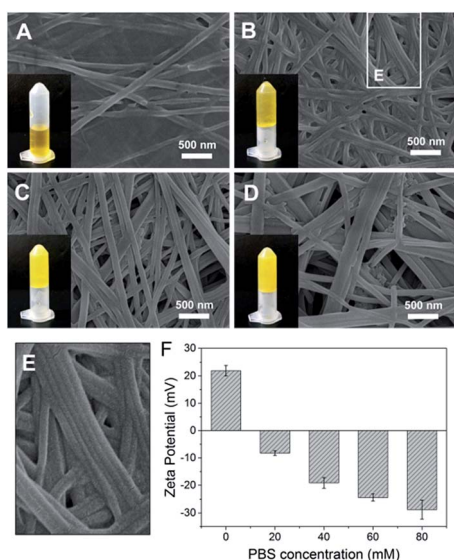 A
500 nm
B
E
500 nm
C
500 nm
D
500 nm
E
F
Zeta Potential (mV)
30
20
10
0
-10
-20
-30
0
20
40
60
80
PBS concentration (mM)